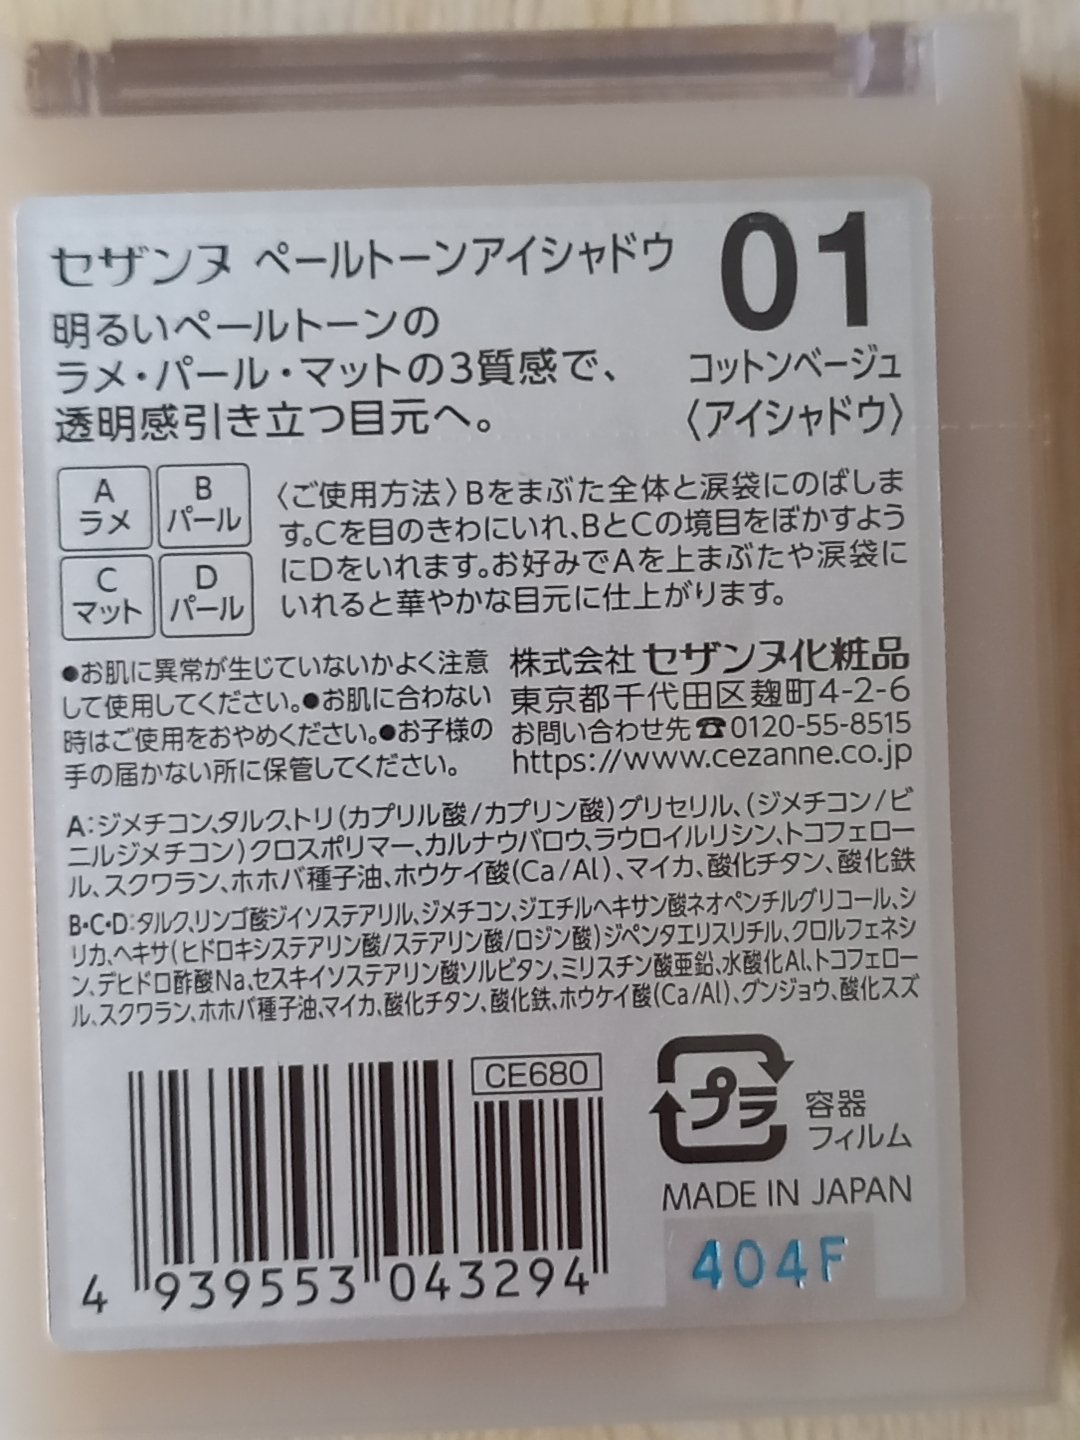 セザンヌ ペールトーンアイシャドウ
01
明るいペールトーンの
ラメ・パール・マットの3質感で、
透明感引き立つ目元へ。
コットンベージュ
〈アイシャドウ〉
A
ラメ
B
パール
C
マット
D
パール
〈ご使用方法〉Bをまぶた全体と涙袋にのばしま
す。Cを目のきわにいれ、BとCの境目をぼかすよう
にDをいれます。お好みでAを上まぶたや涙袋に
いれると華やかな目元に仕上がります。
●お肌に異常が生じていないかよく注意
して使用してください。●お肌に合わない
時はご使用をおやめください。●お子様の
手の届かない所に保管してください。
株式会社 セザンヌ化粧品
東京都千代田区麹町4-2-6
お問い合わせ先☎0120-55-8515
https://www.cezanne.co.jp
A:ジメチコン、タルク、トリ(カプリル酸/カプリン酸)グリセリル、(ジメチコン/ビ
ニルジメチコン)クロスポリマー、カルナウバロウ、ラウロイルリシン、トコフェロー
ル、スクワラン、ホホバ種子油、ホウケイ酸(Ca/Al)、マイカ、酸化チタン、酸化鉄
B・C・D:タルク、リンゴ酸ジイソステアリル、ジメチコン、ジエチルヘキサン酸ネオペンチルグリコール、シ
リカ、ヘキサ(ヒドロキシステアリン酸/ステアリン酸/ロジン酸)ジペンタエリスリチル、クロルフェネシ
ン、デヒドロ酢酸Na、セスキイソステアリン酸ソルビタン、ミリスチン酸亜鉛、水酸化Al、トコフェロー
ル、スクワラン、ホホバ種子油、マイカ、酸化チタン、酸化鉄、ホウケイ酸(Ca/Al)、グンジョウ、酸化スズ
CE680
4 939553 043294
プラ
容器
フィルム
MADE IN JAPAN
404F